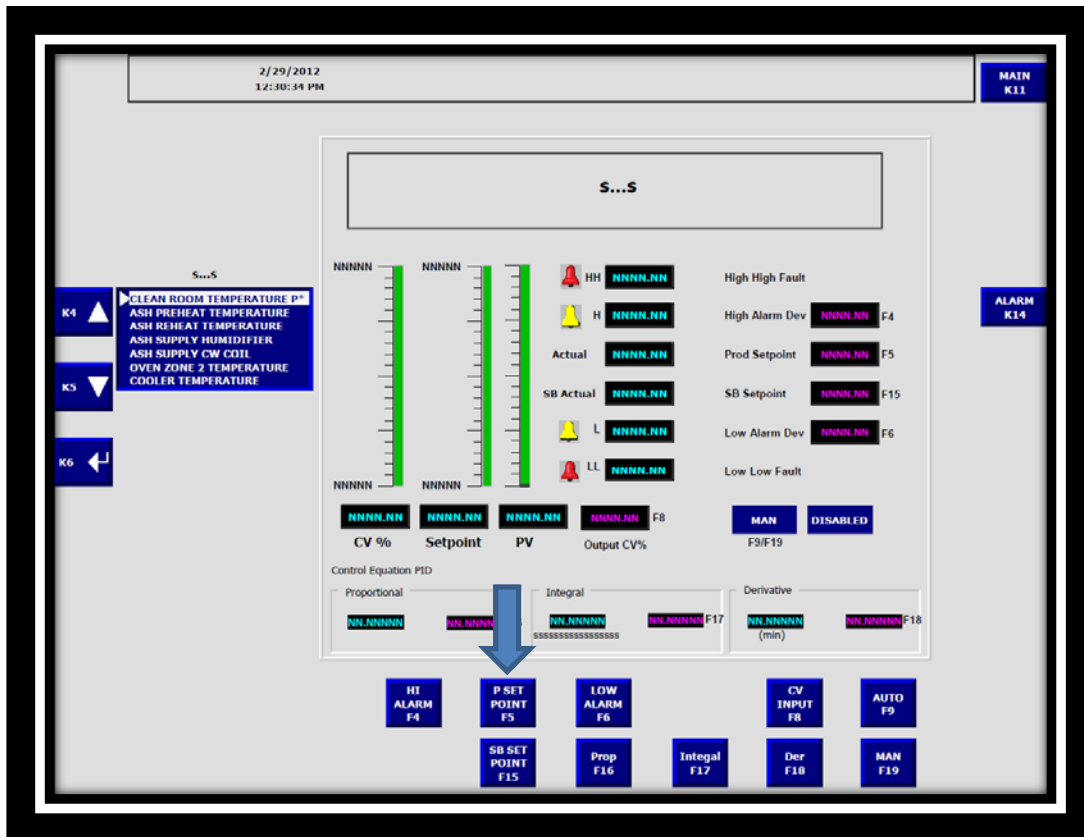 2/29/2012
12:30:34 PM
MAIN
K11
s...s
s...s
K4
CLEAN ROOM TEMPERATURE P*
ASH PREHEAT TEMPERATURE
ASH REHEAT TEMPERATURE
ASH SUPPLY HUMIDIFIER
ASH SUPPLY CW COIL
OVEN ZONE 2 TEMPERATURE
COOLER TEMPERATURE
K5
K6
ALARM
K14
NNNNN NNNNN
HH NNNN.NN High High Fault
H NNNN.NN High Alarm Dev NNNN.NN F4
Actual NNNN.NN Prod Setpoint NNNN.NN F5
SB Actual NNNN.NN SB Setpoint NNNN.NN F15
L NNNN.NN Low Alarm Dev NNNN.NN F6
LL NNNN.NN Low Low Fault
NNNNN NNNNN
NNNN.NN NNNN.NN NNNN.NN NNNN.NN F8 MAN DISABLED
CV % Setpoint PV Output CV% F9/F19
Control Equation PID
Proportional Integral Derivative
NN.NNNNN NN.NNNNN NN.NNNNN F17 NN.NNNNN NN.NNNNN F18
sssssssssssssssss (min)
HI
ALARM
F4
P SET
POINT
F5
LOW
ALARM
F6
CV
INPUT
F8
AUTO
F9
SB SET
POINT
F15
Prop
F16
Integal
F17
Der
F18
MAN
F19